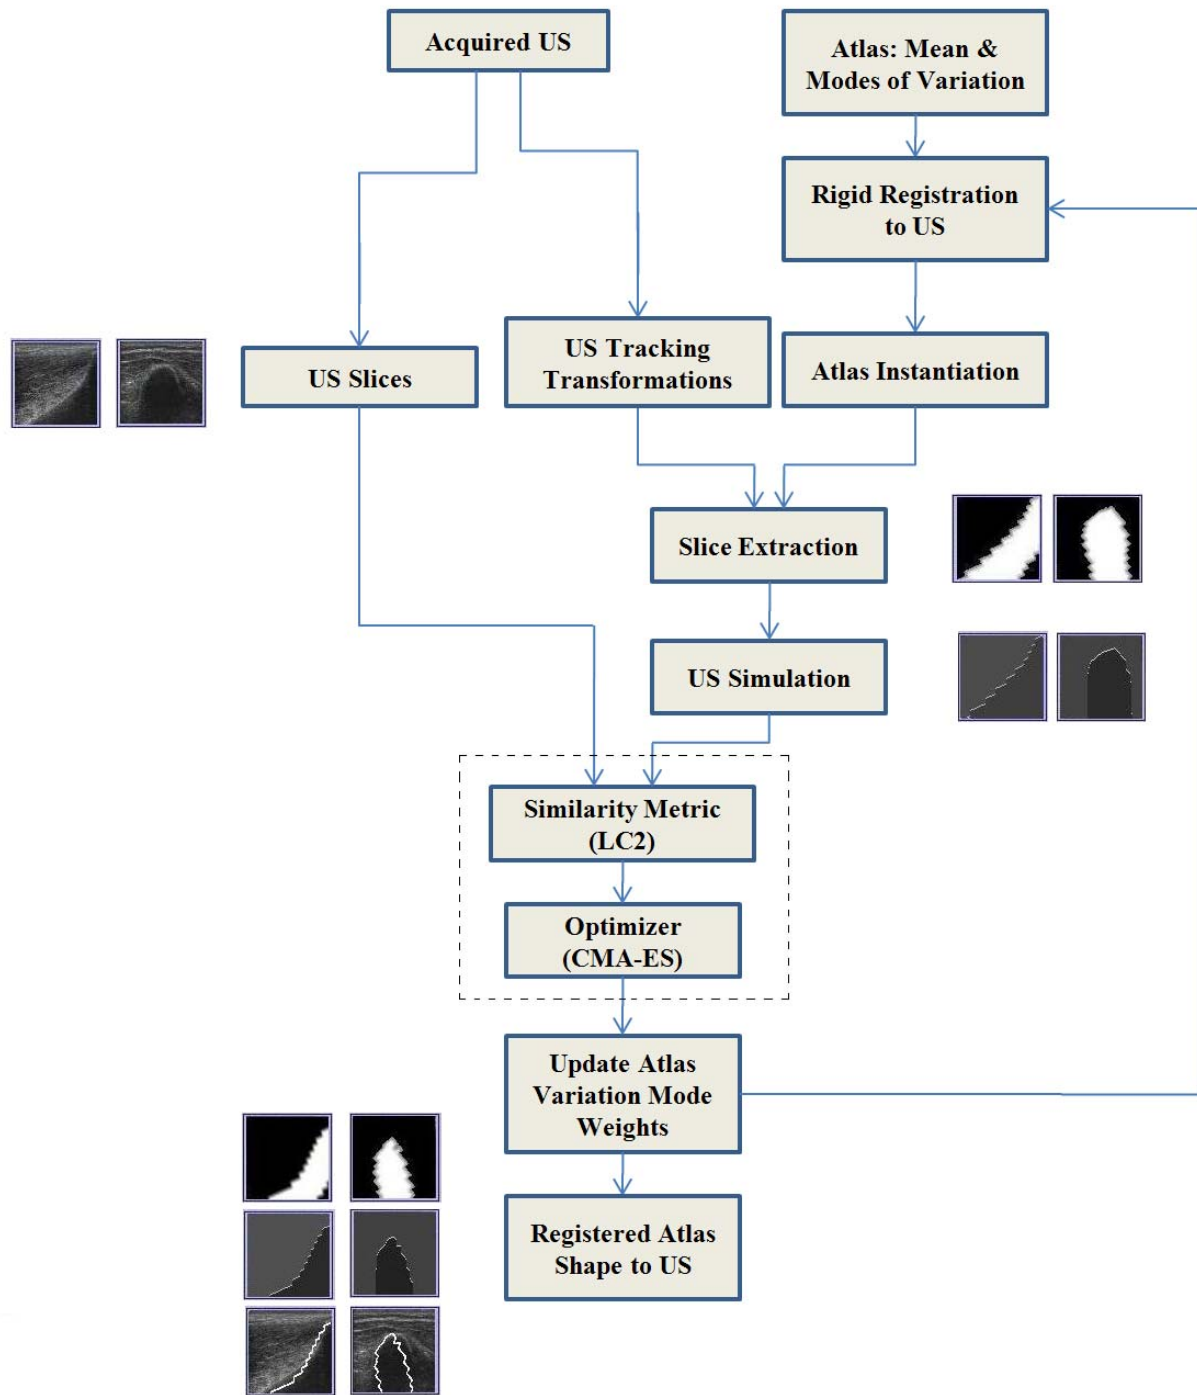 Acquired US
Atlas: Mean &
Modes of Variation
Rigid Registration
to US
US Slices
US Tracking
Transformations
Atlas Instantiation
Slice Extraction
US Simulation
Similarity Metric
(LC2)
Optimizer
(CMA-ES)
Update Atlas
Variation Mode
Weights
Registered Atlas
Shape to US